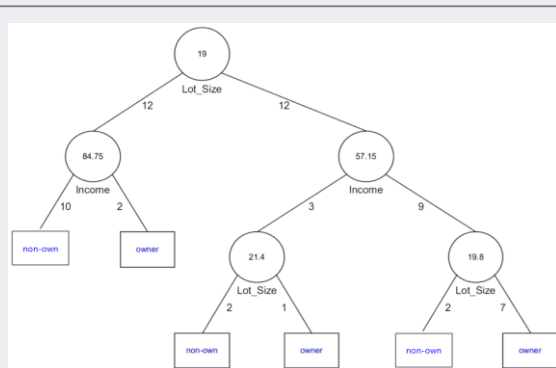 19
Lot_Size
12 12
84.75 57.15
Income Income
10 2 3 9
non-own owner
21.4 19.8
Lot_Size Lot_Size
2 1 2 7
non-own owner non-own owner